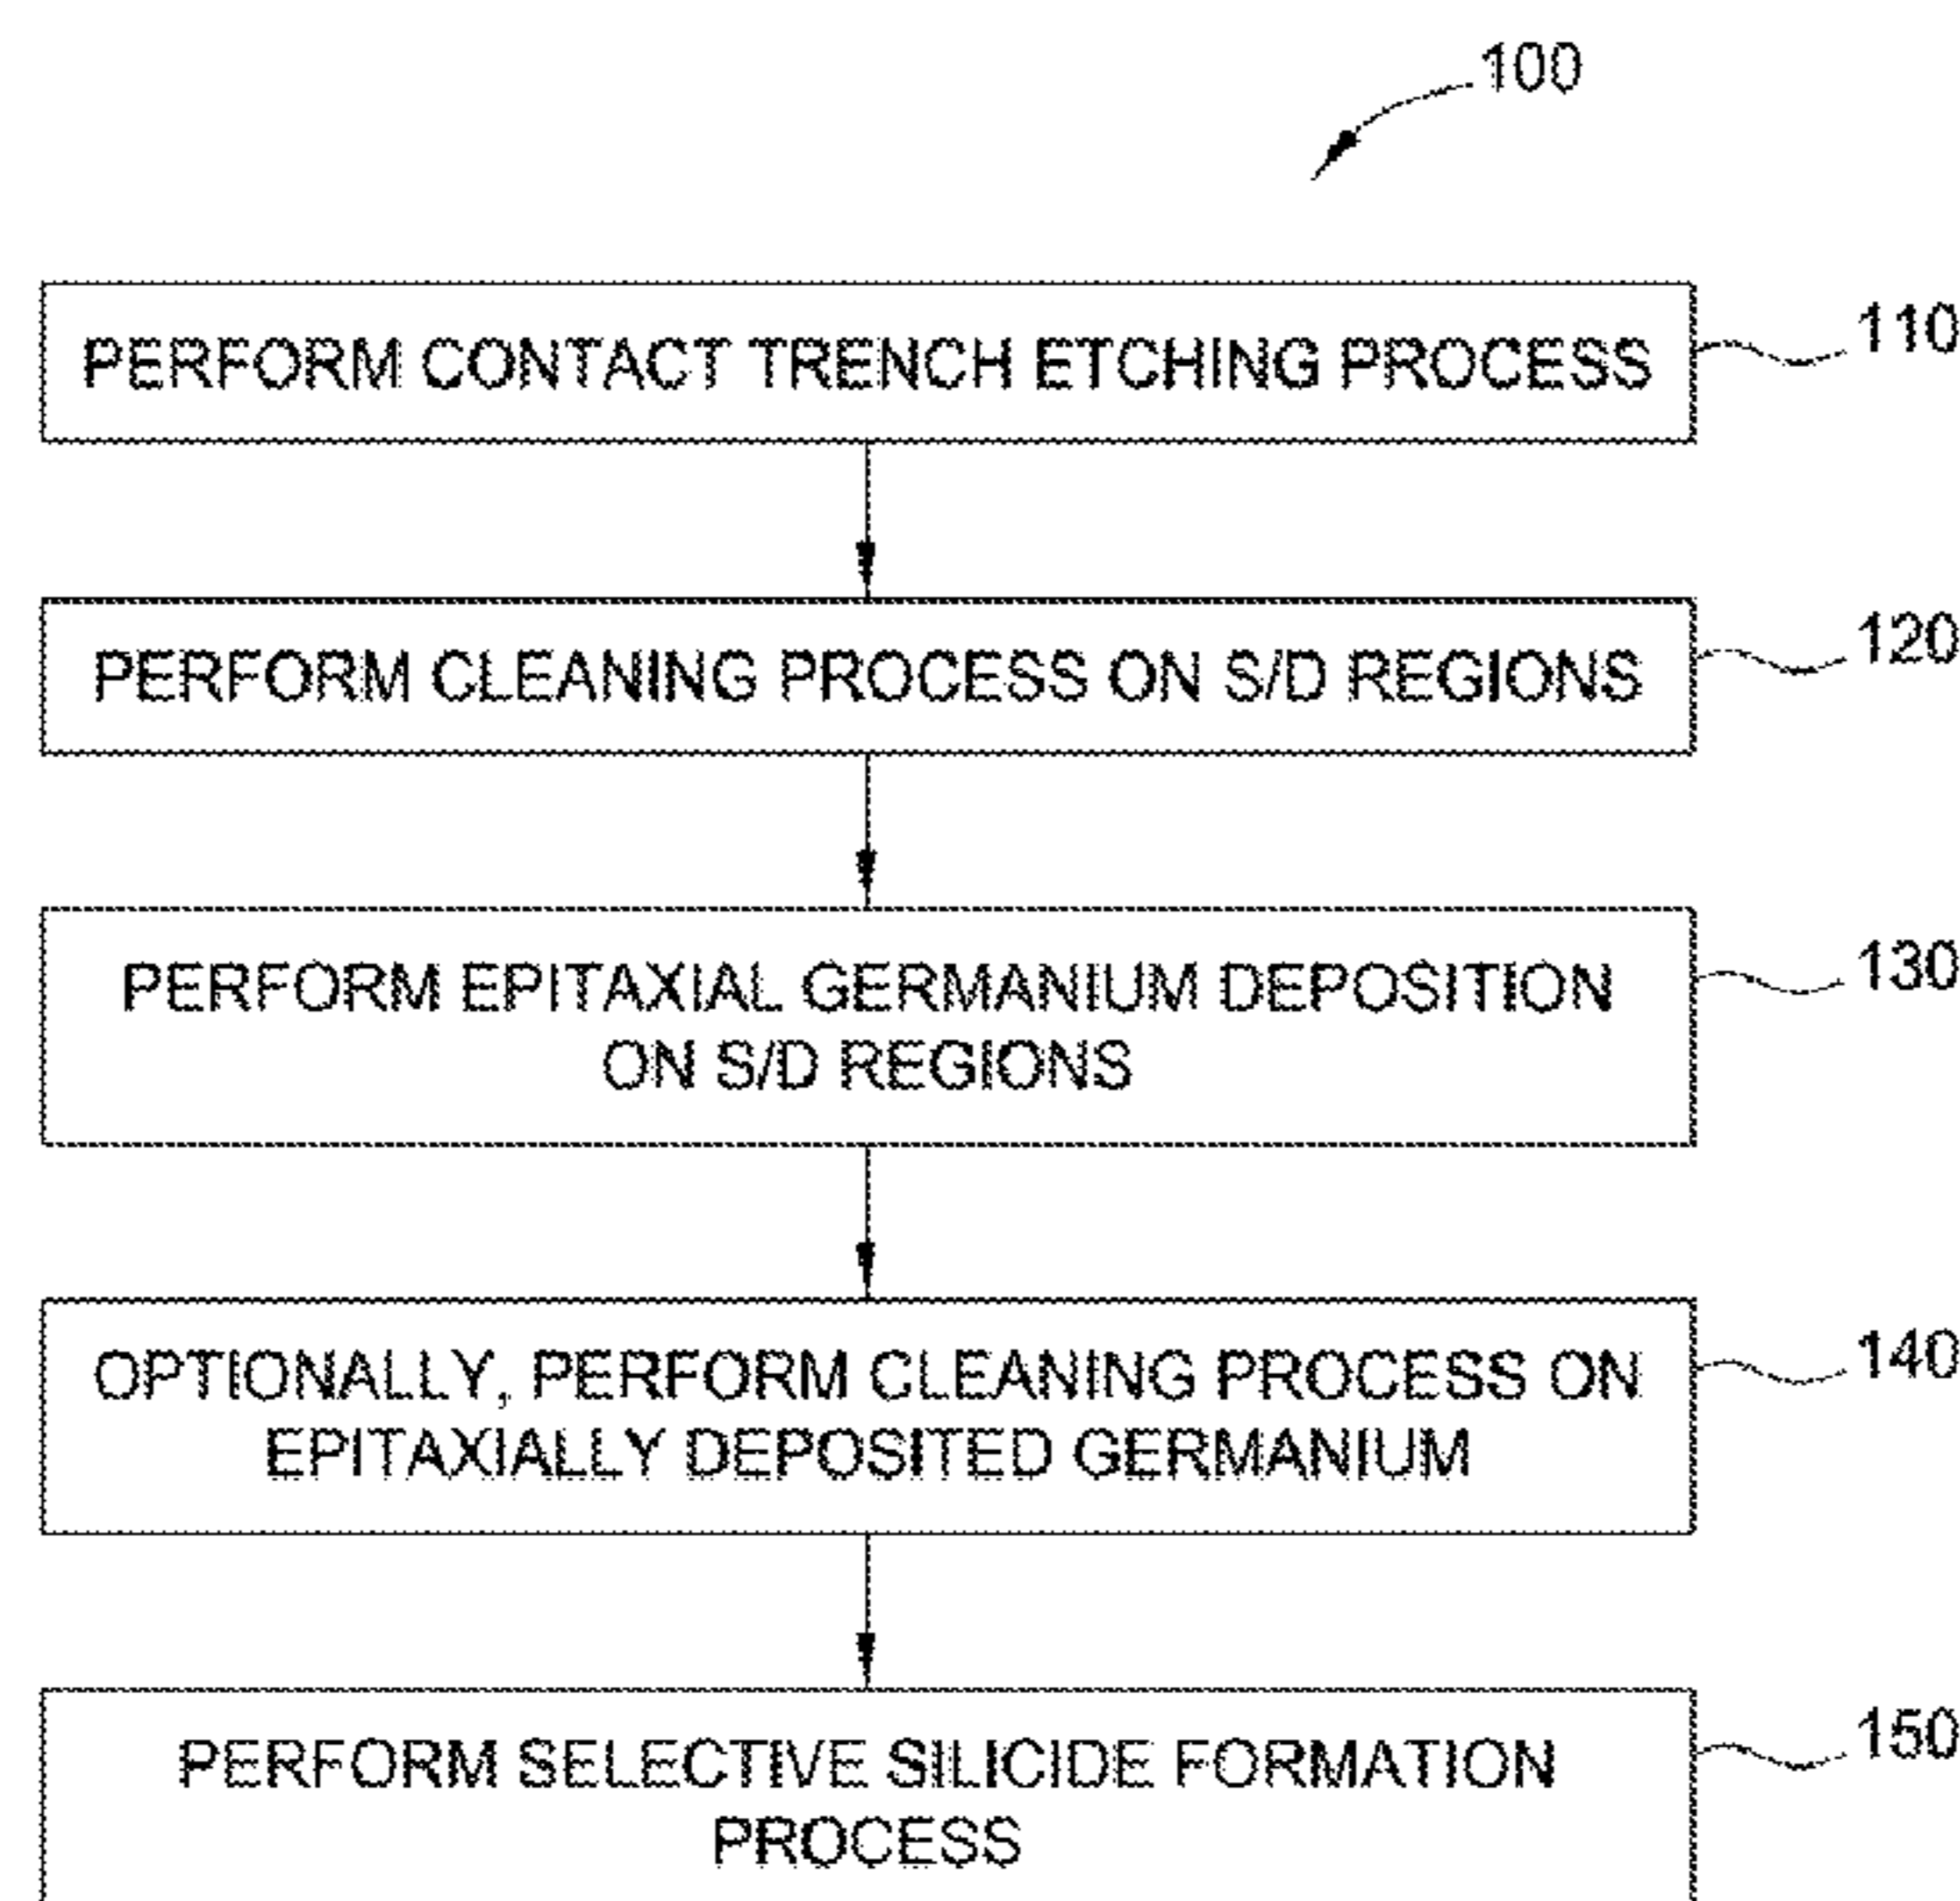 100
PERFORM CONTACT TRENCH ETCHING PROCESS
110
PERFORM CLEANING PROCESS ON S/D REGIONS
120
PERFORM EPITAXIAL GERMANIUM DEPOSITION
ON S/D REGIONS
130
OPTIONALLY, PERFORM CLEANING PROCESS ON
EPITAXIALLY DEPOSITED GERMANIUM
140
PERFORM SELECTIVE SILICIDE FORMATION
PROCESS
150